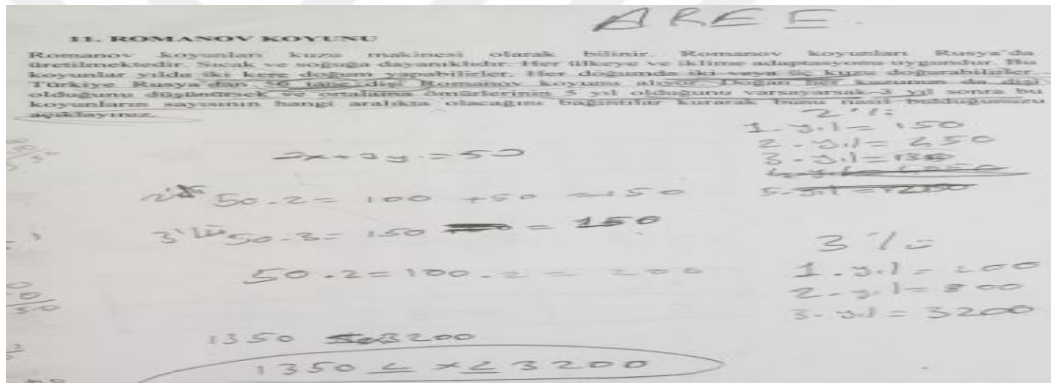 AREE
11. ROMANOV KOYUNU
Romanov koyunları kuzu makinesi olarak bilinir. Romanov koyunları Rusya'da
üretilmektedir. Sıcak ve soğuğa dayanıklıdır. Her ülkeye ve iklime adaptasyonu uygundur. Bu
koyunlar yılda iki kere doğum yapabilirler. Her doğumda iki veya üç kuzu doğurabilirler.
Türkiye Rusya'dan 50 tane dişi Romanov koyunu alıyor. Doğan her kuzunun da dişi
olduğunu düşünerek ömürlerinin 5 yıl olduğunu varsayarsak 3 yıl sonra bu
koyunların sayısının hangi aralıkta olacağını bağıntılar kurarak bunu nasıl bulduğunuzu
açıklayınız.
2'li
1. yıl = 150
2. yıl = 450
3. yıl = 1350
2x+3y=50
50.2= 100 +50 =150
3'lü 50.3= 150 = 150
50.2=100.2= 200
3'lü
1. yıl = 200
2. yıl = 800
3. yıl = 3200
1350 3200
1350 ≤ x ≤ 3200